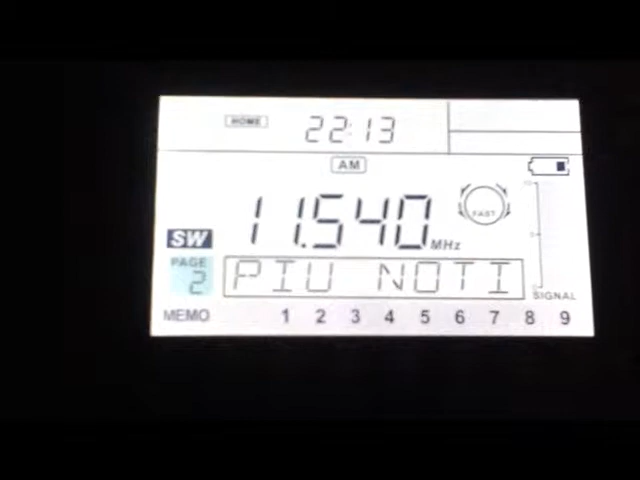 HOME 22:13
AM
11.540 MHz
FAST
SW
PAGE 2
PIU NOTI
SIGNAL
MEMO 1 2 3 4 5 6 7 8 9